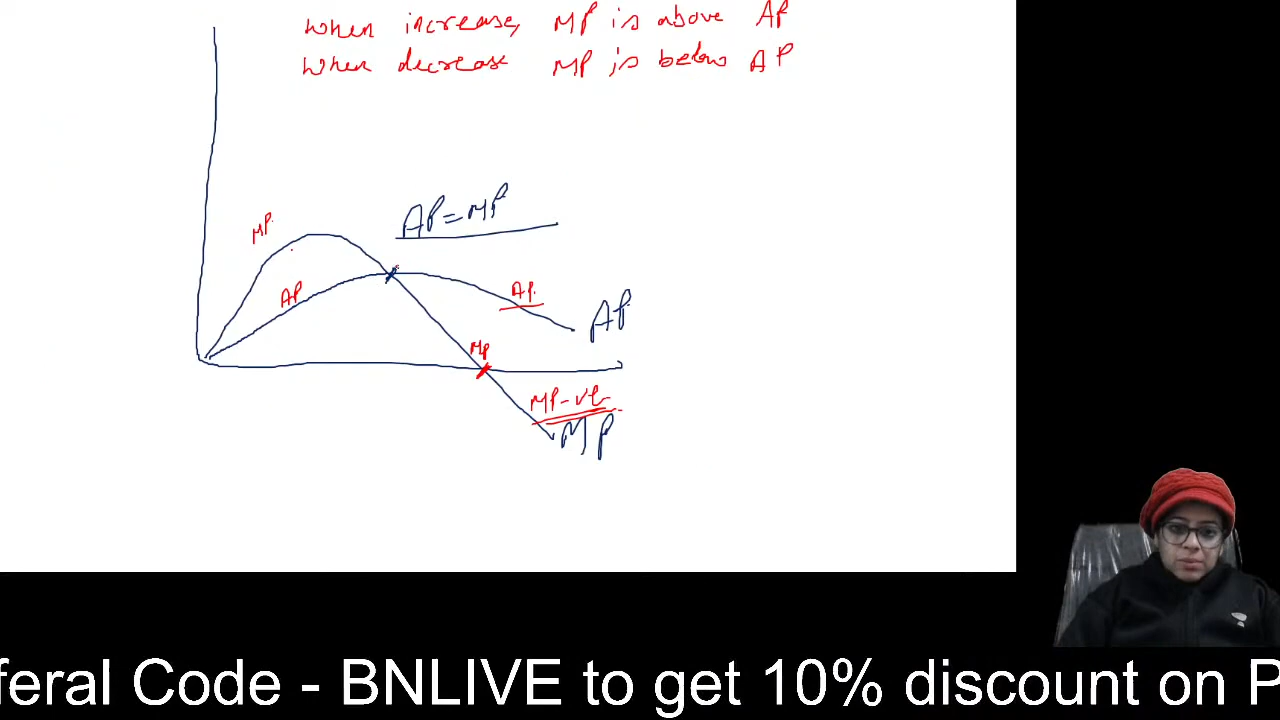 When increase, MP is above AP
When decrease MP is below AP
AP=MP
MP
AP
AP
AP
MP
MP-ve
MP
feral Code - BNLIVE to get 10% discount on P